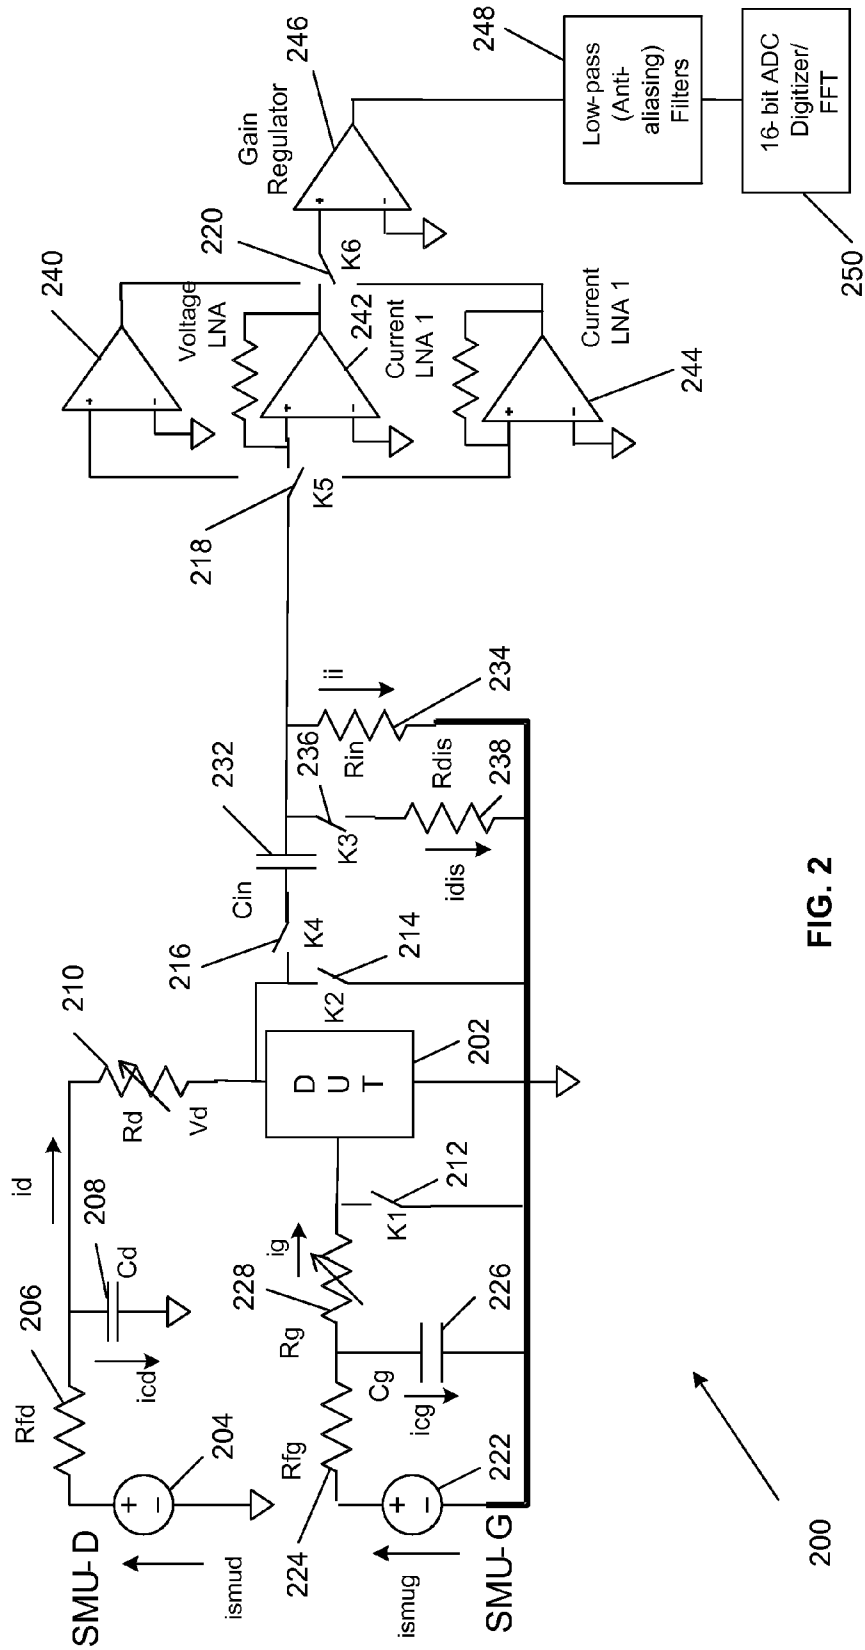 SMU-D
ismud
204
Rfd
206
icd
Cd
208
id
Rd
210
Vd
SMU-G
ismug
222
Rfg
224
Cg
icg
226
Rg
228
ig
K1
212
D
U
T
202
K2
214
216
K4
Cin
232
K3
236
idis
Rdis
238
Rin
ii
234
218
K5
240
Voltage
LNA
242
Current
LNA 1
244
Current
LNA 1
220
K6
Gain
Regulator
246
248
Low-pass
(Anti-
aliasing)
Filters
16-bit ADC
Digitizer/
FFT
250
200
FIG. 2
+
−
+
−
+
-
+
-
+
-
+
-